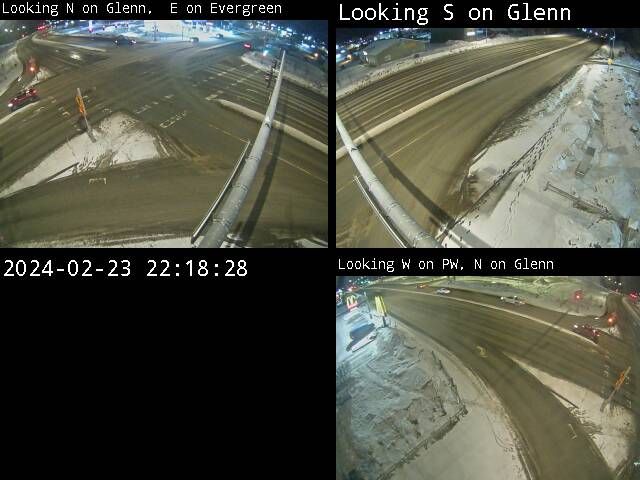 Looking N on Glenn,  E on Evergreen
Looking S on Glenn
2024-02-23 22:18:28
Looking W on PW, N on Glenn